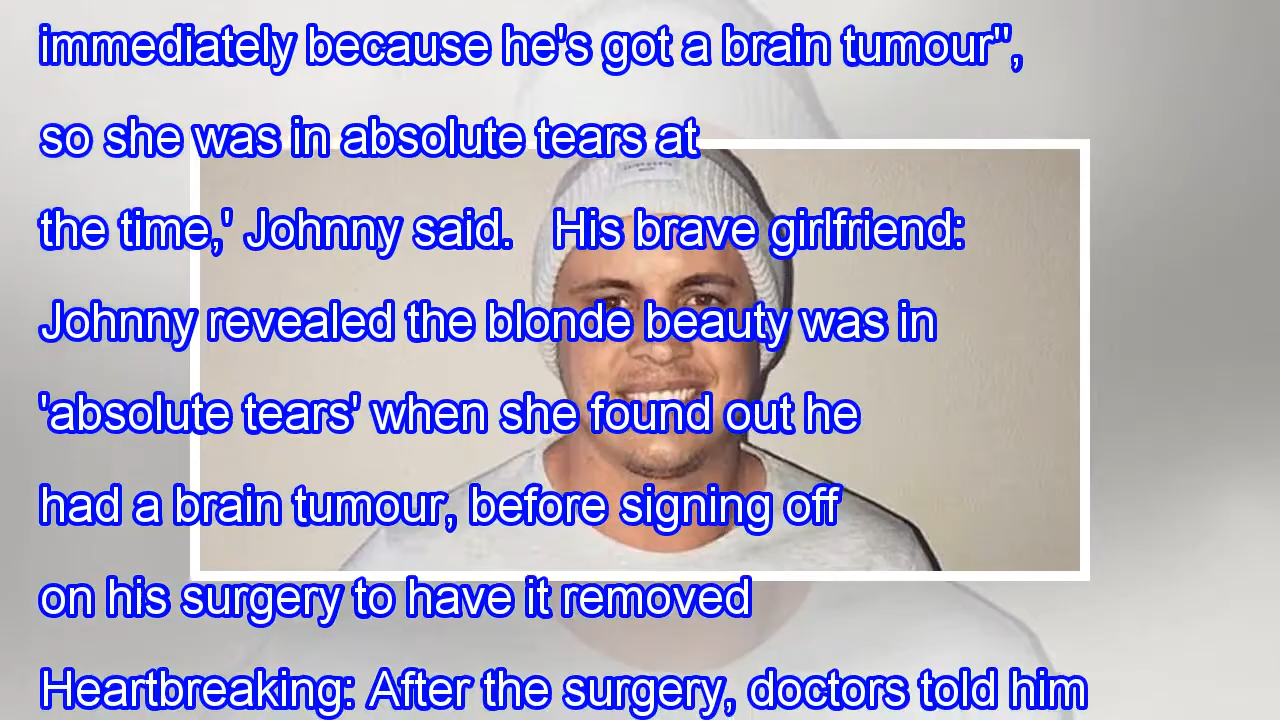 immediately because he's got a brain tumour",
so she was in absolute tears at
the time,' Johnny said.   His brave girlfriend:
Johnny revealed the blonde beauty was in
'absolute tears' when she found out he
had a brain tumour, before signing off
on his surgery to have it removed
Heartbreaking: After the surgery, doctors told him